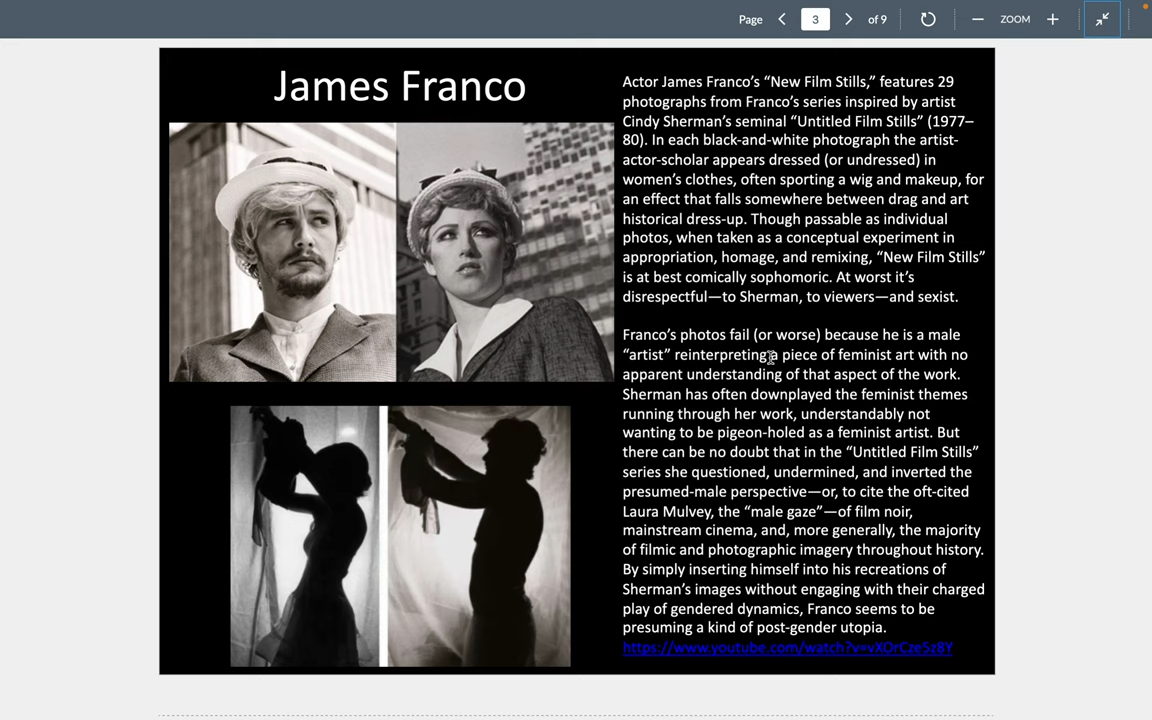 Page 3 of 9 ZOOM
James Franco
Actor James Franco’s “New Film Stills,” features 29
photographs from Franco’s series inspired by artist
Cindy Sherman’s seminal “Untitled Film Stills” (1977–
80). In each black-and-white photograph the artist-
actor-scholar appears dressed (or undressed) in
women’s clothes, often sporting a wig and makeup, for
an effect that falls somewhere between drag and art
historical dress-up. Though passable as individual
photos, when taken as a conceptual experiment in
appropriation, homage, and remixing, “New Film Stills”
is at best comically sophomoric. At worst it’s
disrespectful—to Sherman, to viewers—and sexist.
Franco’s photos fail (or worse) because he is a male
“artist” reinterpreting a piece of feminist art with no
apparent understanding of that aspect of the work.
Sherman has often downplayed the feminist themes
running through her work, understandably not
wanting to be pigeon-holed as a feminist artist. But
there can be no doubt that in the “Untitled Film Stills”
series she questioned, undermined, and inverted the
presumed-male perspective—or, to cite the oft-cited
Laura Mulvey, the “male gaze”—of film noir,
mainstream cinema, and, more generally, the majority
of filmic and photographic imagery throughout history.
By simply inserting himself into his recreations of
Sherman’s images without engaging with their charged
play of gendered dynamics, Franco seems to be
presuming a kind of post-gender utopia.
https://www.youtube.com/watch?v=vXOrCze5z8Y